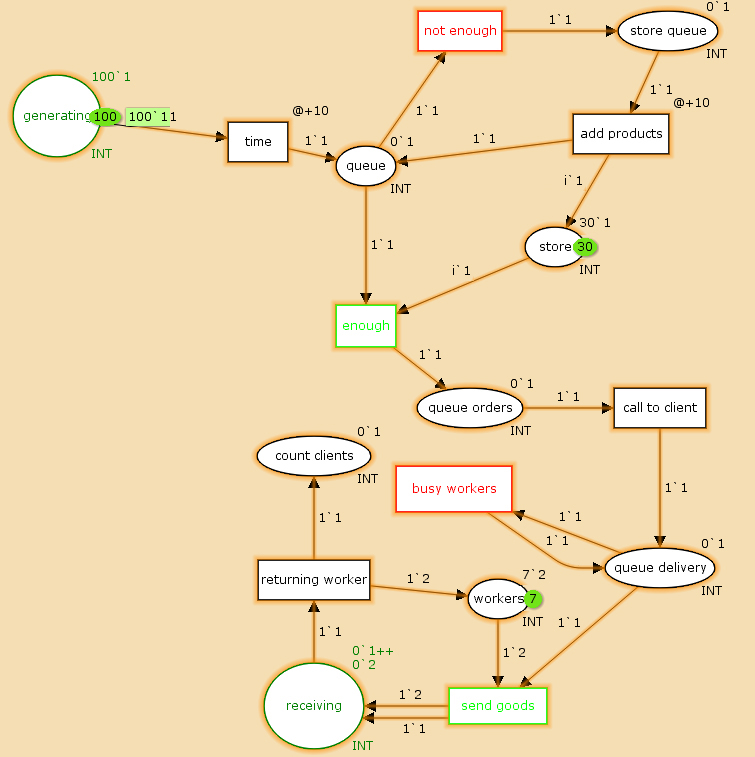 0`1
not enough
1`1
store queue
INT
100`1
1`1
@+10
generating
100
100`11
@+10
1`1
time
1`1
0`1
1`1
add products
INT
queue
i`1
INT
30`1
1`1
store
30
i`1
INT
enough
1`1
0`1
1`1
queue orders
call to client
INT
0`1
count clients
INT
busy workers
1`1
1`1
1`1
1`1
0`1
queue delivery
returning worker
1`2
7`2
INT
workers
7
INT
1`1
1`1
0`1++
0`2
1`2
receiving
1`2
send goods
1`1
INT